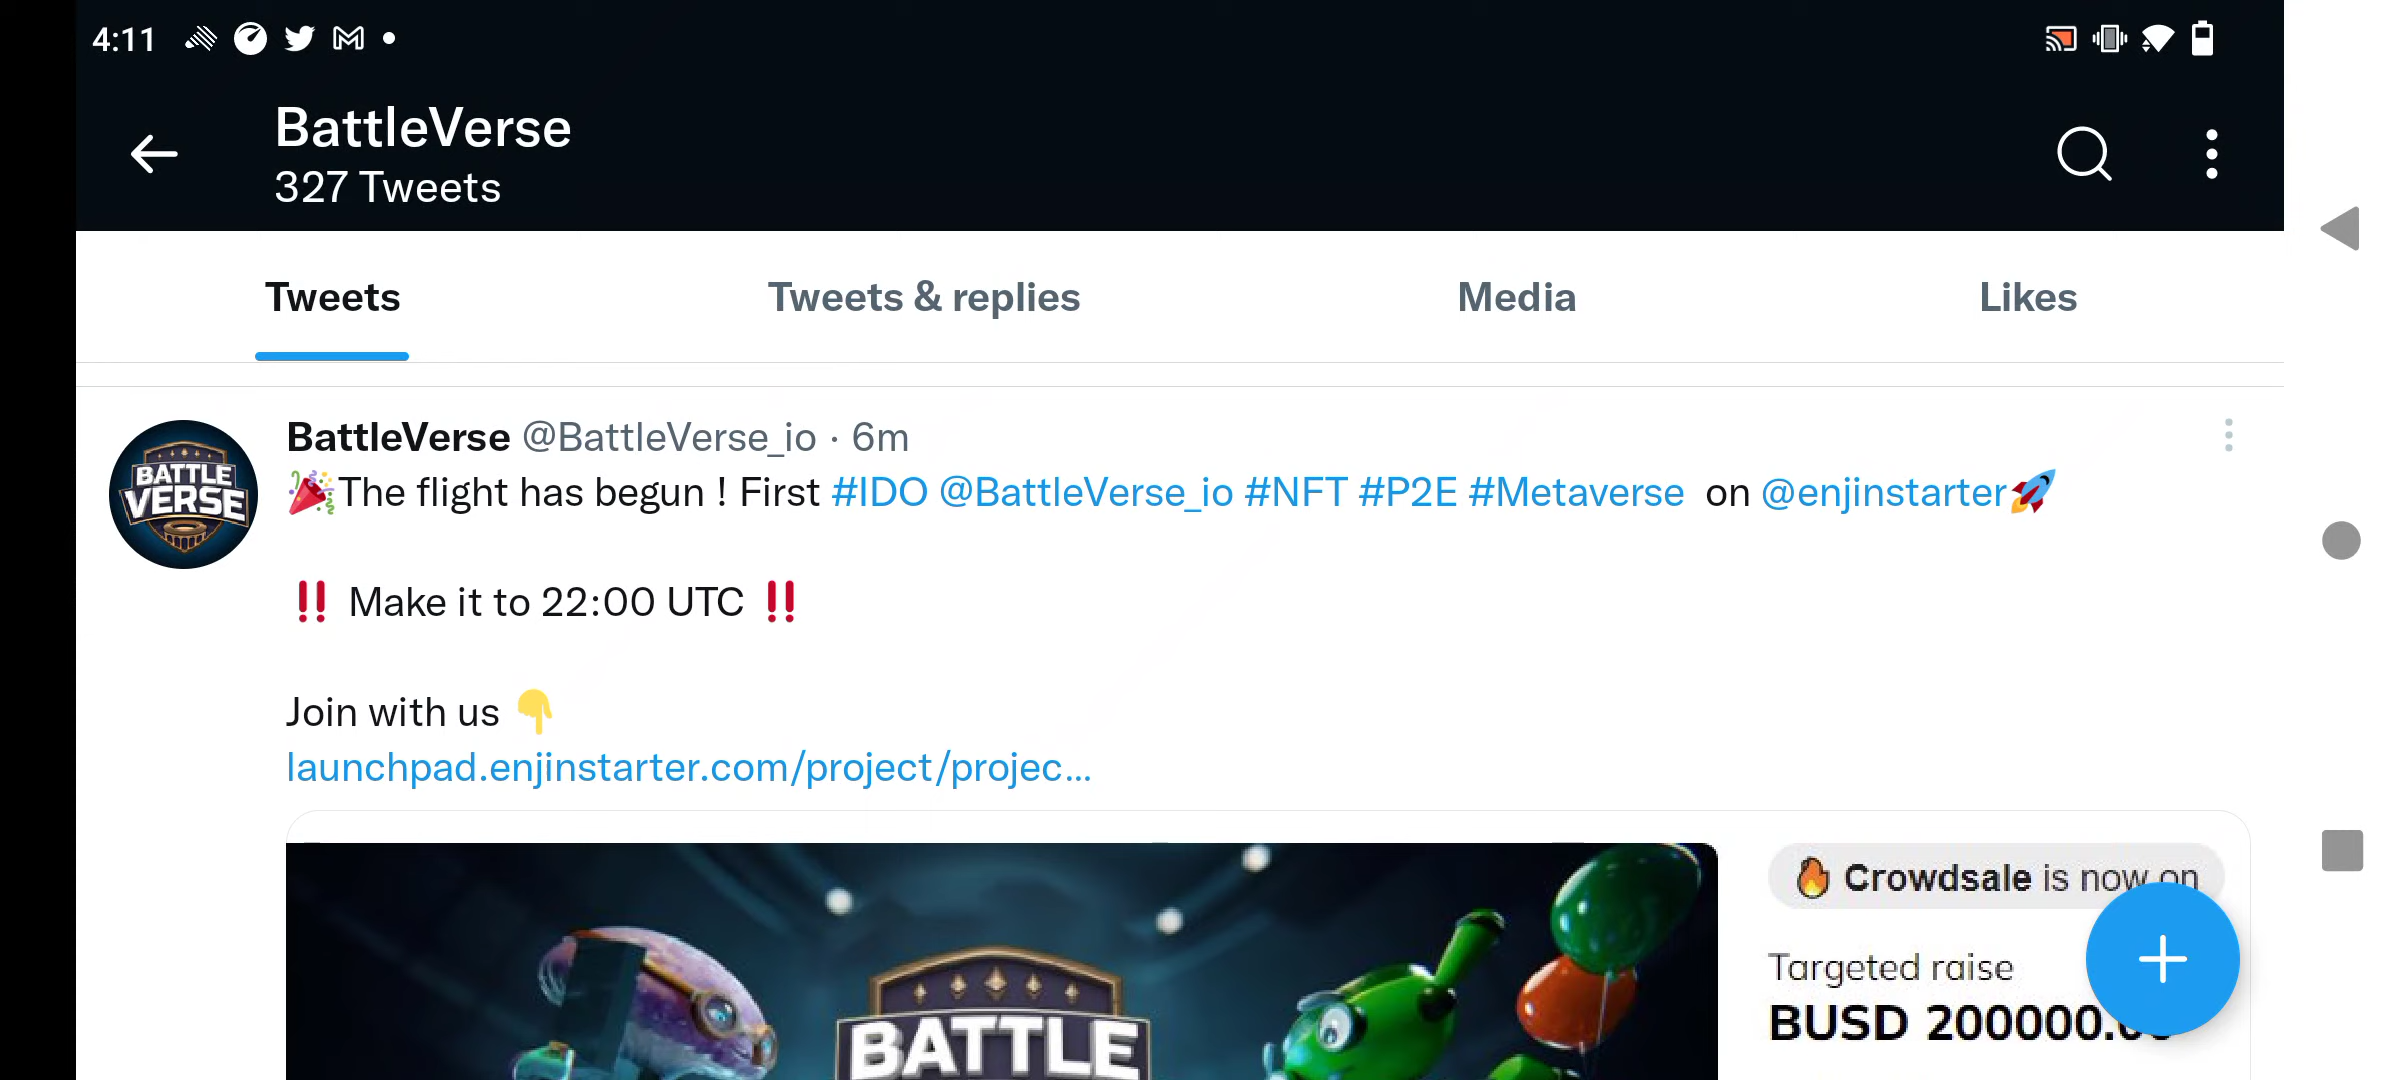 4:11
BattleVerse
327 Tweets
Tweets
Tweets & replies
Media
Likes
BATTLE
VERSE
BattleVerse @BattleVerse_io · 6m
🎉The flight has begun ! First #IDO @BattleVerse_io #NFT #P2E #Metaverse on @enjinstarter🚀
‼️ Make it to 22:00 UTC ‼️
Join with us 👇
launchpad.enjinstarter.com/project/projec...
🔥 Crowdsale is now on
Targeted raise
BUSD 200000.
BATTLE